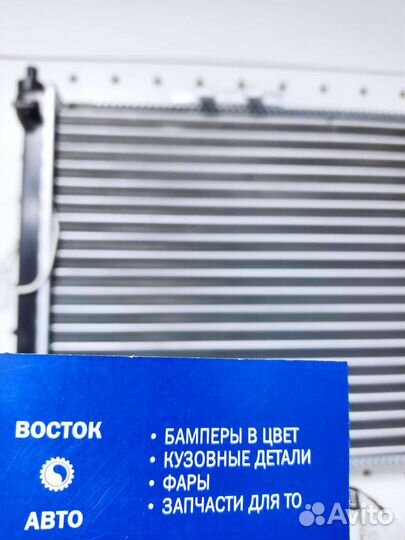 ВОСТОК
АВТО
• БАМПЕРЫ В ЦВЕТ
• КУЗОВНЫЕ ДЕТАЛИ
• ФАРЫ
• ЗАПЧАСТИ ДЛЯ ТО
Avito